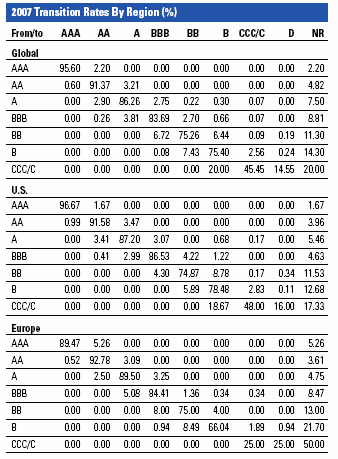 2007 Transition Rates By Region (%)
From/to AAA AA A BBB BB B CCC/C D NR
Global
AAA 95.60 2.20 0.00 0.00 0.00 0.00 0.00 0.00 2.20
AA 0.60 91.37 3.21 0.00 0.00 0.00 0.00 0.00 4.82
A 0.00 2.90 86.26 2.75 0.22 0.30 0.07 0.00 7.50
BBB 0.00 0.26 3.81 83.69 2.70 0.66 0.07 0.00 8.81
BB 0.00 0.00 0.00 6.72 75.26 6.44 0.09 0.19 11.30
B 0.00 0.00 0.00 0.08 7.43 75.40 2.56 0.24 14.30
CCC/C 0.00 0.00 0.00 0.00 0.00 20.00 45.45 14.55 20.00
U.S.
AAA 96.67 1.67 0.00 0.00 0.00 0.00 0.00 0.00 1.67
AA 0.99 91.58 3.47 0.00 0.00 0.00 0.00 0.00 3.96
A 0.00 3.41 87.20 3.07 0.00 0.68 0.17 0.00 5.46
BBB 0.00 0.41 2.99 86.53 4.22 1.22 0.00 0.00 4.63
BB 0.00 0.00 0.00 4.30 74.87 8.78 0.17 0.34 11.53
B 0.00 0.00 0.00 0.00 5.89 78.48 2.83 0.11 12.68
CCC/C 0.00 0.00 0.00 0.00 0.00 18.67 48.00 16.00 17.33
Europe
AAA 89.47 5.26 0.00 0.00 0.00 0.00 0.00 0.00 5.26
AA 0.52 92.78 3.09 0.00 0.00 0.00 0.00 0.00 3.61
A 0.00 2.50 89.50 3.25 0.00 0.00 0.00 0.00 4.75
BBB 0.00 0.00 5.08 84.41 1.36 0.34 0.34 0.00 8.47
BB 0.00 0.00 0.00 8.00 75.00 4.00 0.00 0.00 13.00
B 0.00 0.00 0.00 0.94 8.49 66.04 1.89 0.94 21.70
CCC/C 0.00 0.00 0.00 0.00 0.00 0.00 25.00 25.00 50.00